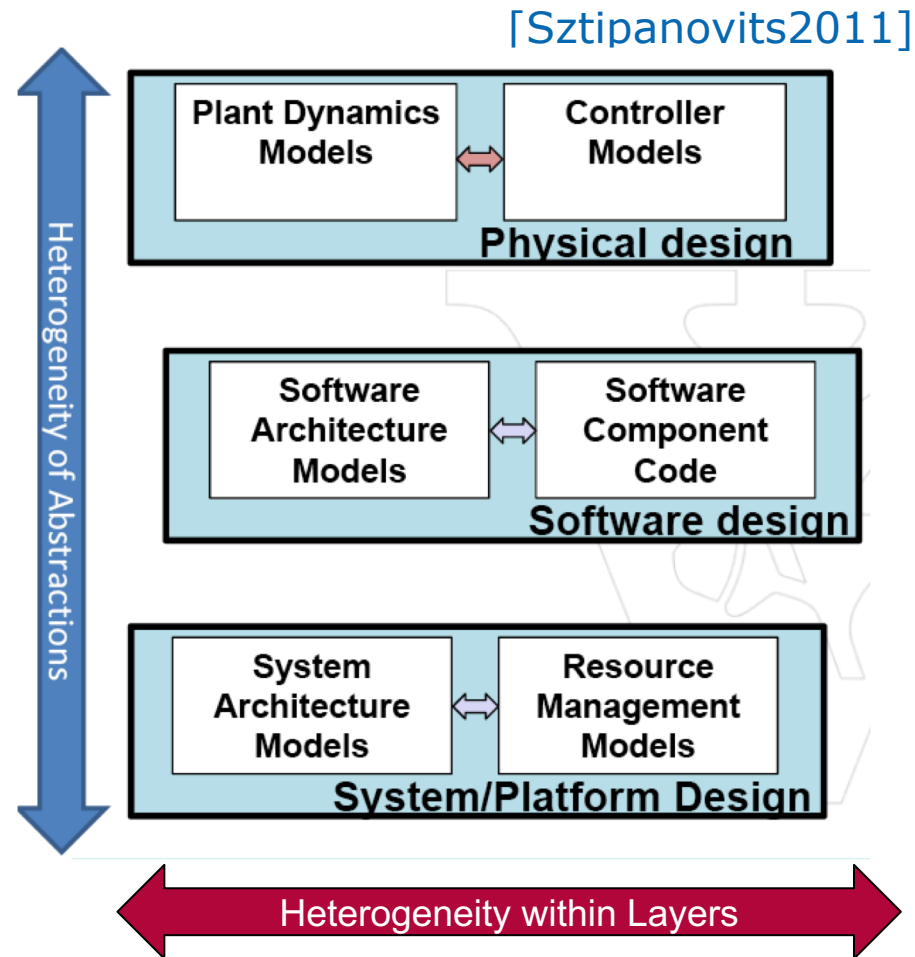 [Sztipanovits2011]
Heterogeneity of Abstractions
Plant Dynamics
Models
Controller
Models
Physical design
Software
Architecture
Models
Software
Component
Code
Software design
System
Architecture
Models
Resource
Management
Models
System/Platform Design
Heterogeneity within Layers